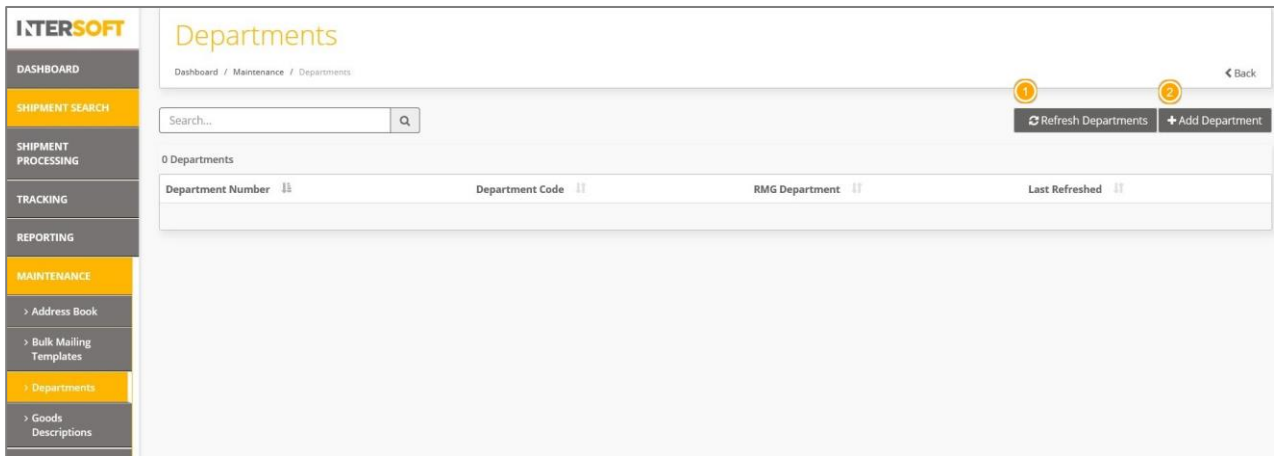 INTERSOFT
Departments
DASHBOARD
Dashboard / Maintenance / Departments
Back
1
2
SHIPMENT SEARCH
Search...
Refresh Departments
Add Department
SHIPMENT
PROCESSING
0 Departments
Department Number
Department Code
RMG Department
Last Refreshed
TRACKING
REPORTING
MAINTENANCE
> Address Book
> Bulk Mailing
Templates
> Departments
> Goods
Descriptions